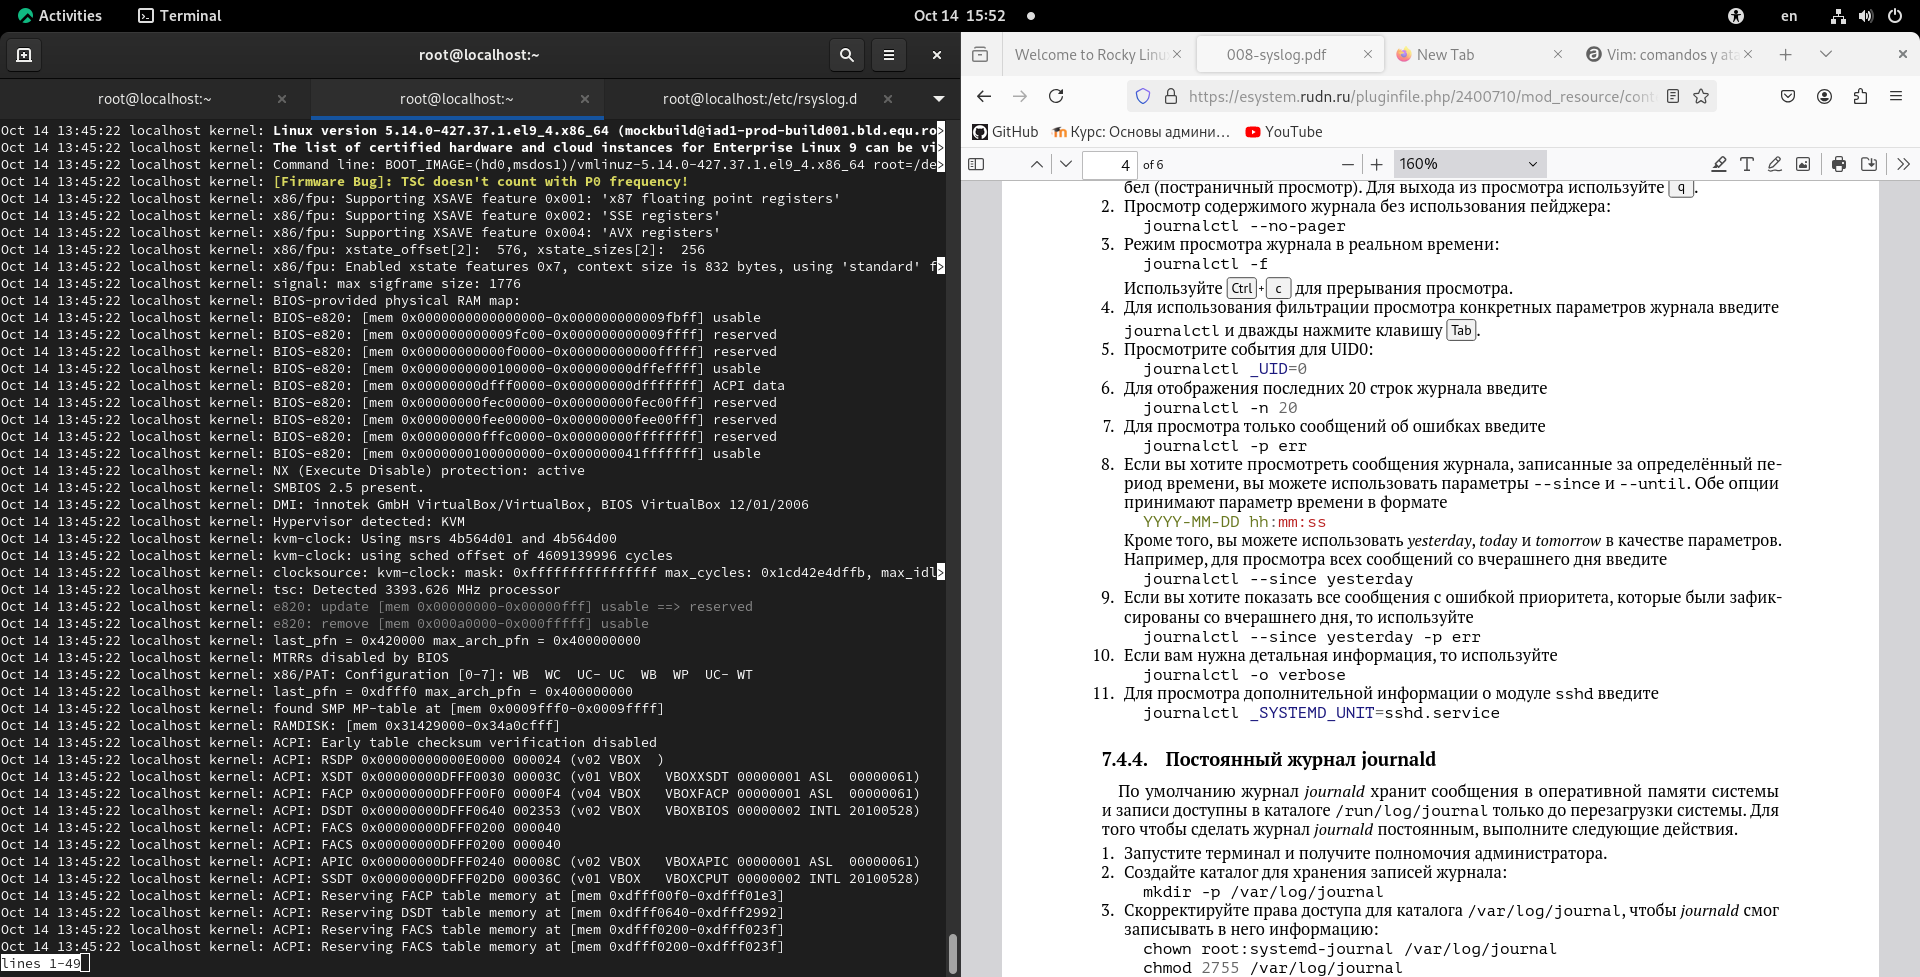 Activities
Terminal
Oct 14 15:52
en
root@localhost:~
root@localhost:~
root@localhost:~
root@localhost:/etc/rsyslog.d
Oct 14 13:45:22 localhost kernel: Linux version 5.14.0-427.37.1.el9_4.x86_64 (mockbuild@iad1-prod-build001.bld.equ.ro>
Oct 14 13:45:22 localhost kernel: The list of certified hardware and cloud instances for Enterprise Linux 9 can be vi>
Oct 14 13:45:22 localhost kernel: Command line: BOOT_IMAGE=(hd0,msdos1)/vmlinuz-5.14.0-427.37.1.el9_4.x86_64 root=/de>
Oct 14 13:45:22 localhost kernel: [Firmware Bug]: TSC doesn't count with P0 frequency!
Oct 14 13:45:22 localhost kernel: x86/fpu: Supporting XSAVE feature 0x001: 'x87 floating point registers'
Oct 14 13:45:22 localhost kernel: x86/fpu: Supporting XSAVE feature 0x002: 'SSE registers'
Oct 14 13:45:22 localhost kernel: x86/fpu: Supporting XSAVE feature 0x004: 'AVX registers'
Oct 14 13:45:22 localhost kernel: x86/fpu: xstate_offset[2]:  576, xstate_sizes[2]:  256
Oct 14 13:45:22 localhost kernel: x86/fpu: Enabled xstate features 0x7, context size is 832 bytes, using 'standard' f>
Oct 14 13:45:22 localhost kernel: signal: max sigframe size: 1776
Oct 14 13:45:22 localhost kernel: BIOS-provided physical RAM map:
Oct 14 13:45:22 localhost kernel: BIOS-e820: [mem 0x0000000000000000-0x000000000009fbff] usable
Oct 14 13:45:22 localhost kernel: BIOS-e820: [mem 0x000000000009fc00-0x000000000009ffff] reserved
Oct 14 13:45:22 localhost kernel: BIOS-e820: [mem 0x00000000000f0000-0x00000000000fffff] reserved
Oct 14 13:45:22 localhost kernel: BIOS-e820: [mem 0x0000000000100000-0x00000000dffeffff] usable
Oct 14 13:45:22 localhost kernel: BIOS-e820: [mem 0x00000000dfff0000-0x00000000dfffffff] ACPI data
Oct 14 13:45:22 localhost kernel: BIOS-e820: [mem 0x00000000fec00000-0x00000000fec00fff] reserved
Oct 14 13:45:22 localhost kernel: BIOS-e820: [mem 0x00000000fee00000-0x00000000fee00fff] reserved
Oct 14 13:45:22 localhost kernel: BIOS-e820: [mem 0x00000000fffc0000-0x00000000ffffffff] reserved
Oct 14 13:45:22 localhost kernel: BIOS-e820: [mem 0x0000000100000000-0x000000041fffffff] usable
Oct 14 13:45:22 localhost kernel: NX (Execute Disable) protection: active
Oct 14 13:45:22 localhost kernel: SMBIOS 2.5 present.
Oct 14 13:45:22 localhost kernel: DMI: innotek GmbH VirtualBox/VirtualBox, BIOS VirtualBox 12/01/2006
Oct 14 13:45:22 localhost kernel: Hypervisor detected: KVM
Oct 14 13:45:22 localhost kernel: kvm-clock: Using msrs 4b564d01 and 4b564d00
Oct 14 13:45:22 localhost kernel: kvm-clock: using sched offset of 4609139996 cycles
Oct 14 13:45:22 localhost kernel: clocksource: kvm-clock: mask: 0xffffffffffffffff max_cycles: 0x1cd42e4dffb, max_idl>
Oct 14 13:45:22 localhost kernel: tsc: Detected 3393.626 MHz processor
Oct 14 13:45:22 localhost kernel: e820: update [mem 0x00000000-0x00000fff] usable ==> reserved
Oct 14 13:45:22 localhost kernel: e820: remove [mem 0x000a0000-0x000fffff] usable
Oct 14 13:45:22 localhost kernel: last_pfn = 0x420000 max_arch_pfn = 0x400000000
Oct 14 13:45:22 localhost kernel: MTRRs disabled by BIOS
Oct 14 13:45:22 localhost kernel: x86/PAT: Configuration [0-7]: WB  WC  UC- UC  WB  WP  UC- WT
Oct 14 13:45:22 localhost kernel: last_pfn = 0xdfff0 max_arch_pfn = 0x400000000
Oct 14 13:45:22 localhost kernel: found SMP MP-table at [mem 0x0009fff0-0x0009ffff]
Oct 14 13:45:22 localhost kernel: RAMDISK: [mem 0x31429000-0x34a0cfff]
Oct 14 13:45:22 localhost kernel: ACPI: Early table checksum verification disabled
Oct 14 13:45:22 localhost kernel: ACPI: RSDP 0x00000000000E0000 000024 (v02 VBOX  )
Oct 14 13:45:22 localhost kernel: ACPI: XSDT 0x00000000DFFF0030 00003C (v01 VBOX   VBOXXSDT 00000001 ASL  00000061)
Oct 14 13:45:22 localhost kernel: ACPI: FACP 0x00000000DFFF00F0 0000F4 (v04 VBOX   VBOXFACP 00000001 ASL  00000061)
Oct 14 13:45:22 localhost kernel: ACPI: DSDT 0x00000000DFFF0640 002353 (v02 VBOX   VBOXBIOS 00000002 INTL 20100528)
Oct 14 13:45:22 localhost kernel: ACPI: FACS 0x00000000DFFF0200 000040
Oct 14 13:45:22 localhost kernel: ACPI: FACS 0x00000000DFFF0200 000040
Oct 14 13:45:22 localhost kernel: ACPI: APIC 0x00000000DFFF0240 00008C (v02 VBOX   VBOXAPIC 00000001 ASL  00000061)
Oct 14 13:45:22 localhost kernel: ACPI: SSDT 0x00000000DFFF02D0 00036C (v01 VBOX   VBOXCPUT 00000002 INTL 20100528)
Oct 14 13:45:22 localhost kernel: ACPI: Reserving FACP table memory at [mem 0xdfff00f0-0xdfff01e3]
Oct 14 13:45:22 localhost kernel: ACPI: Reserving DSDT table memory at [mem 0xdfff0640-0xdfff2992]
Oct 14 13:45:22 localhost kernel: ACPI: Reserving FACS table memory at [mem 0xdfff0200-0xdfff023f]
Oct 14 13:45:22 localhost kernel: ACPI: Reserving FACS table memory at [mem 0xdfff0200-0xdfff023f]
lines 1-49
Welcome to Rocky Linu
008-syslog.pdf
New Tab
Vim: comandos y ata
https://esystem.rudn.ru/pluginfile.php/2400710/mod_resource/cont
GitHub
Курс: Основы админи…
YouTube
4 of 6
160%
бел (постраничный просмотр). Для выхода из просмотра используйте q .
2. Просмотр содержимого журнала без использования пейджера:
journalctl --no-pager
3. Режим просмотра журнала в реальном времени:
journalctl -f
Используйте Ctrl + c для прерывания просмотра.
4. Для использования фильтрации просмотра конкретных параметров журнала введите
journalctl и дважды нажмите клавишу Tab .
5. Просмотрите события для UID0:
journalctl _UID=0
6. Для отображения последних 20 строк журнала введите
journalctl -n 20
7. Для просмотра только сообщений об ошибках введите
journalctl -p err
8. Если вы хотите просмотреть сообщения журнала, записанные за определённый пе-
риод времени, вы можете использовать параметры --since и --until. Обе опции
принимают параметр времени в формате
YYYY-MM-DD hh:mm:ss
Кроме того, вы можете использовать yesterday, today и tomorrow в качестве параметров.
Например, для просмотра всех сообщений со вчерашнего дня введите
journalctl --since yesterday
9. Если вы хотите показать все сообщения с ошибкой приоритета, которые были зафик-
сированы со вчерашнего дня, то используйте
journalctl --since yesterday -p err
10. Если вам нужна детальная информация, то используйте
journalctl -o verbose
11. Для просмотра дополнительной информации о модуле sshd введите
journalctl _SYSTEMD_UNIT=sshd.service
7.4.4. Постоянный журнал journald
По умолчанию журнал journald хранит сообщения в оперативной памяти системы
и записи доступны в каталоге /run/log/journal только до перезагрузки системы. Для
того чтобы сделать журнал journald постоянным, выполните следующие действия.
1. Запустите терминал и получите полномочия администратора.
2. Создайте каталог для хранения записей журнала:
mkdir -p /var/log/journal
3. Скорректируйте права доступа для каталога /var/log/journal, чтобы journald смог
записывать в него информацию:
chown root:systemd-journal /var/log/journal
chmod 2755 /var/log/journal